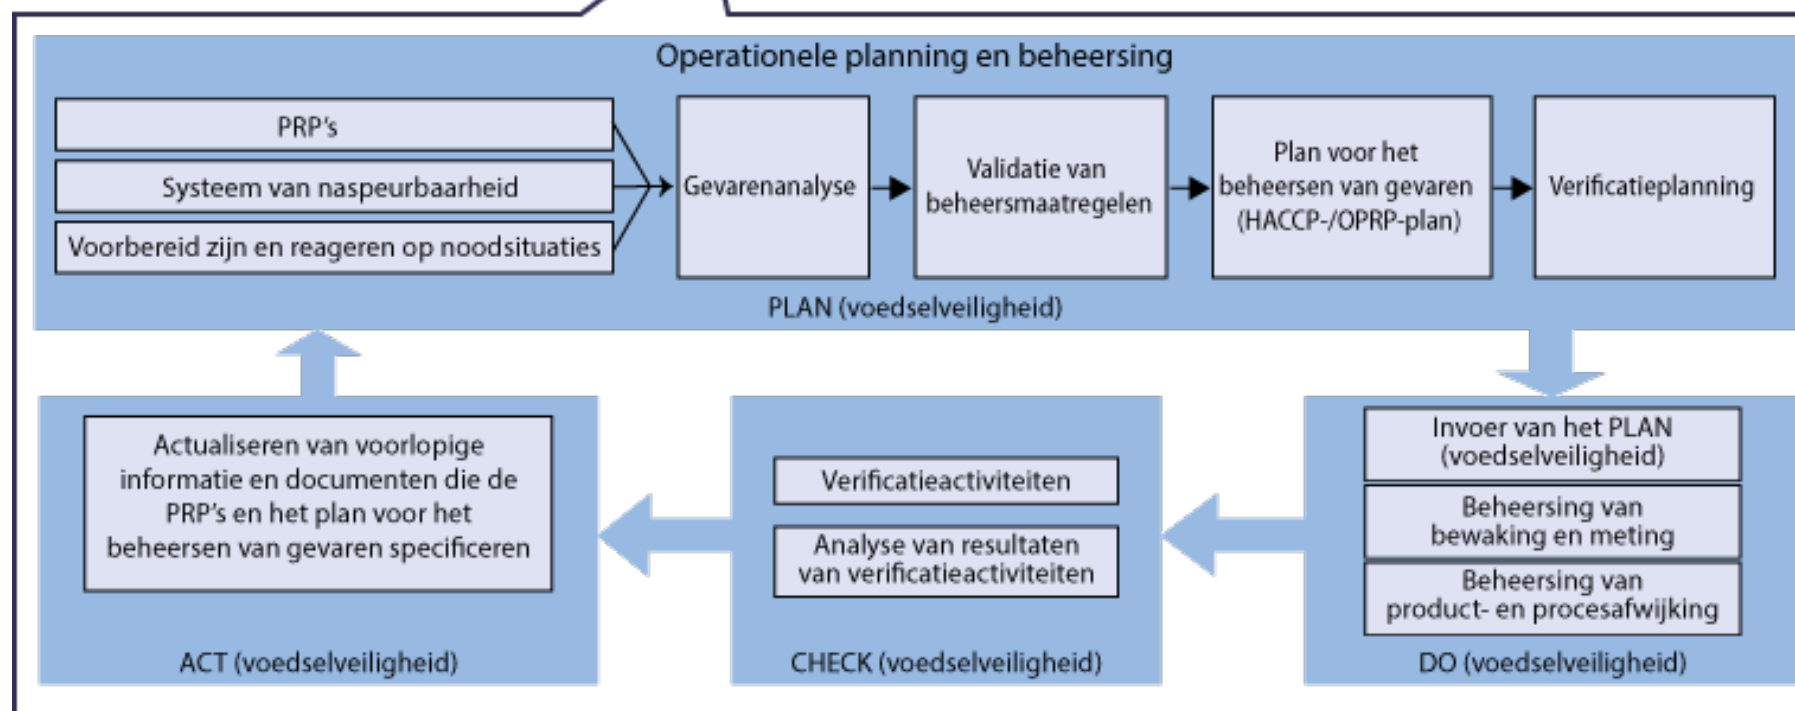 Operationele planning en beheersing
PRP's
Systeem van naspeurbaarheid
Voorbereid zijn en reageren op noodsituaties
Gevarenanalyse
Validatie van
beheersmaatregelen
Plan voor het
beheersen van gevaren
(HACCP-/OPRP-plan)
Verificatieplanning
PLAN (voedselveiligheid)
Actualiseren van voorlopige
informatie en documenten die de
PRP's en het plan voor het
beheersen van gevaren specificeren
ACT (voedselveiligheid)
Verificatieactiviteiten
Analyse van resultaten
van verificatieactiviteiten
CHECK (voedselveiligheid)
Invoer van het PLAN
(voedselveiligheid)
Beheersing van
bewaking en meting
Beheersing van
product- en procesafwijking
DO (voedselveiligheid)